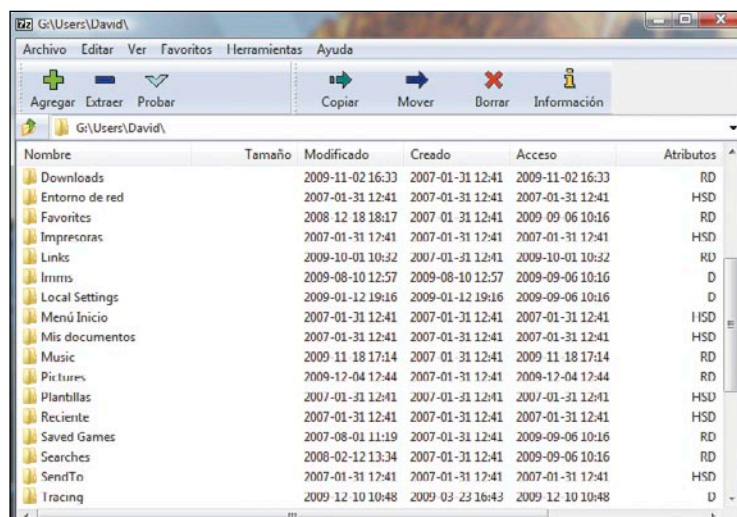 G:\Users\David\
Archivo Editar Ver Favoritos Herramientas Ayuda
Agregar Extraer Probar Copiar Mover Borrar Información
G:\Users\David\
Nombre Tamaño Modificado Creado Acceso Atributos
Downloads 2009-11-02 16:33 2007-01-31 12:41 2009-11-02 16:33 RD
Entorno de red 2007-01-31 12:41 2007-01-31 12:41 2007-01-31 12:41 HSD
Favorites 2008-12-18 18:17 2007-01-31 12:41 2009-09-06 10:16 RD
Impresoras 2007-01-31 12:41 2007-01-31 12:41 2007-01-31 12:41 HSD
Links 2009-10-01 10:32 2007-01-31 12:41 2009-10-01 10:32 RD
2009-08-10 12:57 2009-08-10 12:57 2009-09-06 10:16 D
Local Settings 2009-01-12 19:16 2009-01-12 19:16 2009-09-06 10:16 D
Menú Inicio 2007-01-31 12:41 2007-01-31 12:41 2007-01-31 12:41 HSD
Mis documentos 2007-01-31 12:41 2007-01-31 12:41 2007-01-31 12:41 HSD
Music 2009-11-18 17:14 2007-01-31 12:41 2009-11-18 17:14 RD
Pictures 2009-12-04 12:44 2007-01-31 12:41 2009-12-04 12:44 RD
Plantillas 2007-01-31 12:41 2007-01-31 12:41 2007-01-31 12:41 HSD
Reciente 2007-01-31 12:41 2007-01-31 12:41 2007-01-31 12:41 HSD
Saved Games 2007-08-01 11:19 2007-01-31 12:41 2009-09-06 10:16 RD
Searches 2008-02-12 13:34 2007-01-31 12:41 2009-09-06 10:16 RD
SendTo 2007-01-31 12:41 2007-01-31 12:41 2007-01-31 12:41 HSD
Tracing 2009-12-10 10:48 2009-03-23 16:43 2009-12-10 10:48 D